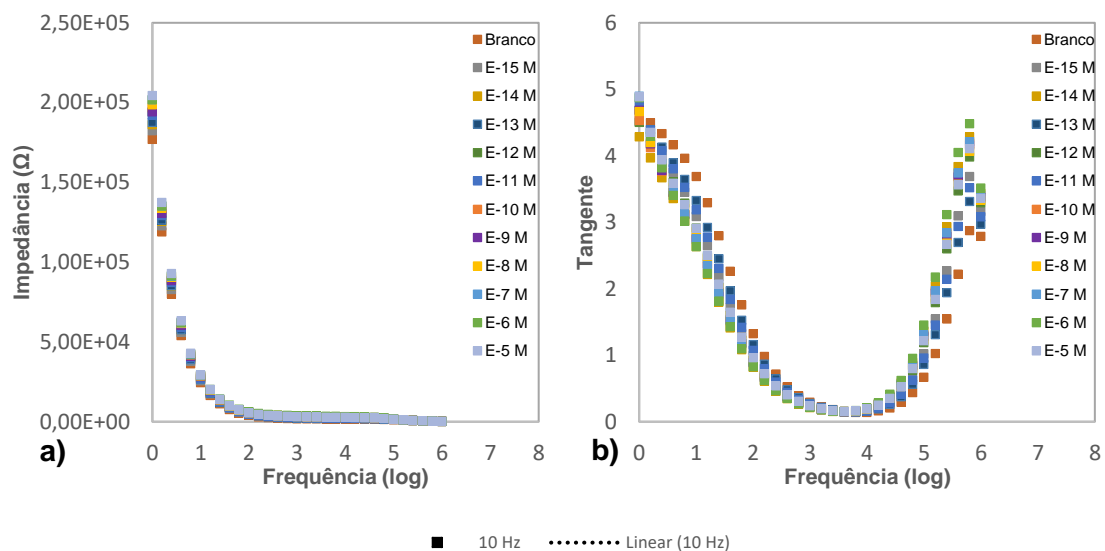 2,50E+05
2,00E+05
1,50E+05
1,00E+05
5,00E+04
0,00E+00
Impedância (Ω)
0 1 2 3 4 5 6 7 8
Frequência (log)
a)
Branco
E-15 M
E-14 M
E-13 M
E-12 M
E-11 M
E-10 M
E-9 M
E-8 M
E-7 M
E-6 M
E-5 M
6
5
4
3
2
1
0
Tangente
0 1 2 3 4 5 6 7 8
Frequência (log)
b)
Branco
E-15 M
E-14 M
E-13 M
E-12 M
E-11 M
E-10 M
E-9 M
E-8 M
E-7 M
E-6 M
E-5 M
10 Hz Linear (10 Hz)